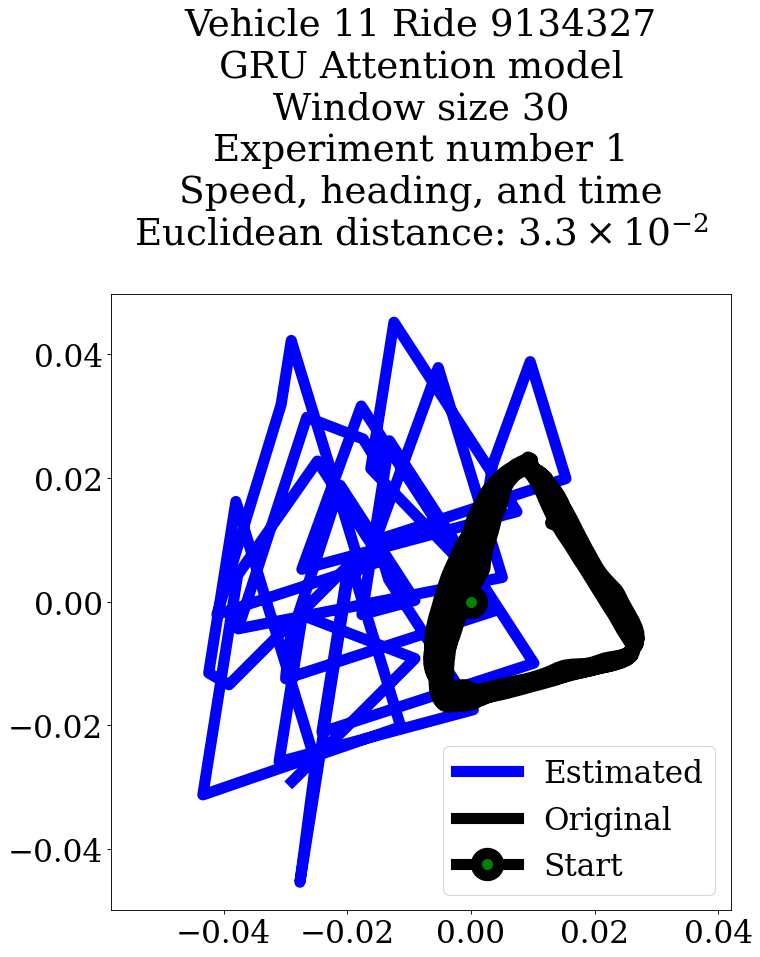 Vehicle 11 Ride 9134327
GRU Attention model
Window size 30
Experiment number 1
Speed, heading, and time
Euclidean distance: 3.3 × 10⁻²
0.04
0.02
0.00
−0.02
−0.04
Estimated
Original
Start
−0.04 −0.02 0.00 0.02 0.04